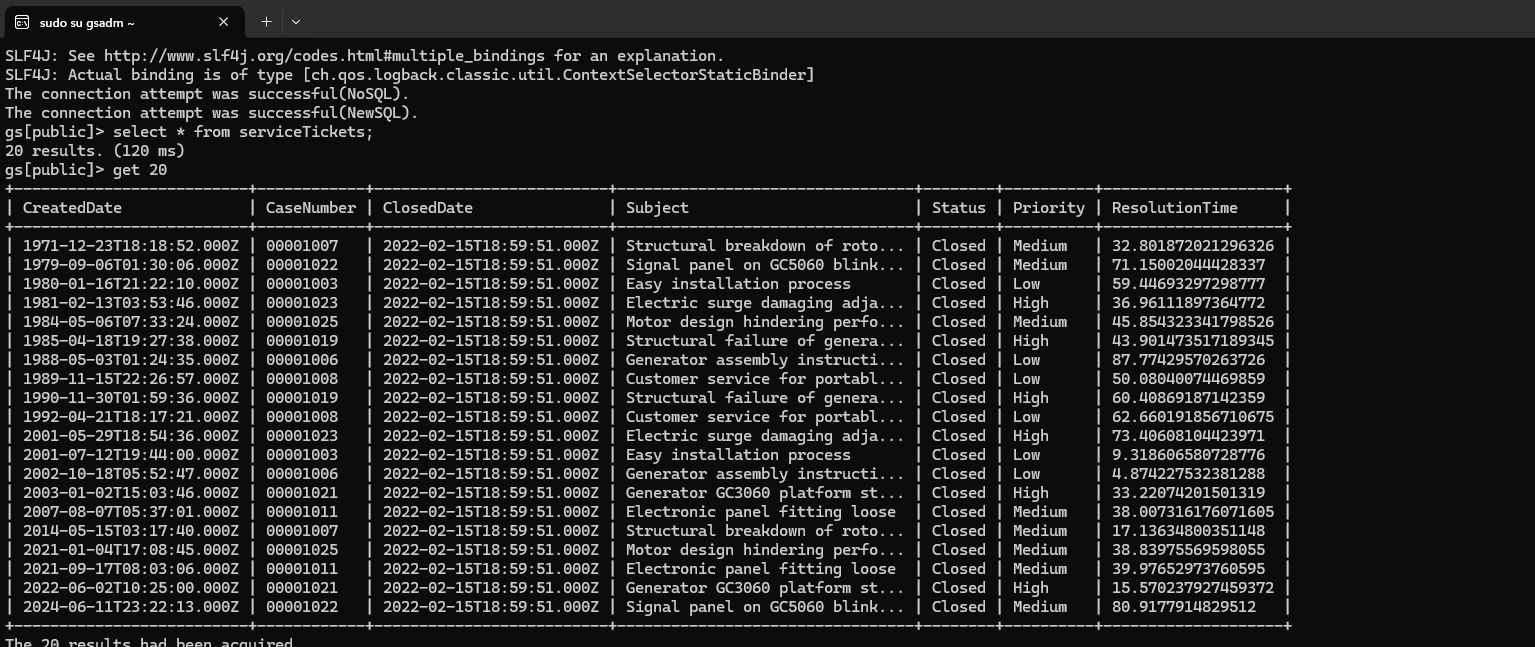 sudo su gsadm ~
SLF4J: See http://www.slf4j.org/codes.html#multiple_bindings for an explanation.
SLF4J: Actual binding is of type [ch.qos.logback.classic.util.ContextSelectorStaticBinder]
The connection attempt was successful(NoSQL).
The connection attempt was successful(NewSQL).
gs[public]> select * from serviceTickets;
20 results. (120 ms)
gs[public]> get 20
| CreatedDate | CaseNumber | ClosedDate | Subject | Status | Priority | ResolutionTime |
| 1971-12-23T18:18:52.000Z | 00001007 | 2022-02-15T18:59:51.000Z | Structural breakdown of roto... | Closed | Medium | 32.801872021296326 |
| 1979-09-06T01:30:06.000Z | 00001022 | 2022-02-15T18:59:51.000Z | Signal panel on GC5060 blink... | Closed | Medium | 71.15002044428337 |
| 1980-01-16T21:22:10.000Z | 00001003 | 2022-02-15T18:59:51.000Z | Easy installation process | Closed | Low | 59.44693297298777 |
| 1981-02-13T03:53:46.000Z | 00001023 | 2022-02-15T18:59:51.000Z | Electric surge damaging adja... | Closed | High | 36.961118973647​72 |
| 1984-05-06T07:33:24.000Z | 00001025 | 2022-02-15T18:59:51.000Z | Motor design hindering perfo... | Closed | Medium | 45.854323341798526 |
| 1985-04-18T19:27:38.000Z | 00001019 | 2022-02-15T18:59:51.000Z | Structural failure of genera... | Closed | High | 43.901473517189345 |
| 1988-05-03T01:24:35.000Z | 00001006 | 2022-02-15T18:59:51.000Z | Generator assembly instructi... | Closed | Low | 87.77429570263726 |
| 1989-11-15T22:26:57.000Z | 00001008 | 2022-02-15T18:59:51.000Z | Customer service for portabl... | Closed | Low | 50.08040074469859 |
| 1990-11-30T01:59:36.000Z | 00001019 | 2022-02-15T18:59:51.000Z | Structural failure of genera... | Closed | High | 60.40869187142359 |
| 1992-04-21T18:17:21.000Z | 00001008 | 2022-02-15T18:59:51.000Z | Customer service for portabl... | Closed | Low | 62.660191856710675 |
| 2001-05-29T18:54:36.000Z | 00001023 | 2022-02-15T18:59:51.000Z | Electric surge damaging adja... | Closed | High | 73.40608104423971 |
| 2001-07-12T19:44:00.000Z | 00001003 | 2022-02-15T18:59:51.000Z | Easy installation process | Closed | Low | 9.318606580728776 |
| 2002-10-18T05:52:47.000Z | 00001006 | 2022-02-15T18:59:51.000Z | Generator assembly instructi... | Closed | Low | 4.874227532381288 |
| 2003-01-02T15:03:46.000Z | 00001021 | 2022-02-15T18:59:51.000Z | Generator GC3060 platform st... | Closed | High | 33.22074201501319 |
| 2007-08-07T05:37:01.000Z | 00001011 | 2022-02-15T18:59:51.000Z | Electronic panel fitting loose | Closed | Medium | 38.007316176071605 |
| 2014-05-15T03:17:40.000Z | 00001007 | 2022-02-15T18:59:51.000Z | Structural breakdown of roto... | Closed | Medium | 17.13634800351148 |
| 2021-01-04T17:08:45.000Z | 00001025 | 2022-02-15T18:59:51.000Z | Motor design hindering perfo... | Closed | Medium | 38.83975569598055 |
| 2021-09-17T08:03:06.000Z | 00001011 | 2022-02-15T18:59:51.000Z | Electronic panel fitting loose | Closed | Medium | 39.97652973760595 |
| 2022-06-02T10:25:00.000Z | 00001021 | 2022-02-15T18:59:51.000Z | Generator GC3060 platform st... | Closed | High | 15.570237927459372 |
| 2024-06-11T23:22:13.000Z | 00001022 | 2022-02-15T18:59:51.000Z | Signal panel on GC5060 blink... | Closed | Medium | 80.9177914829512 |
The 20 results had been acquired